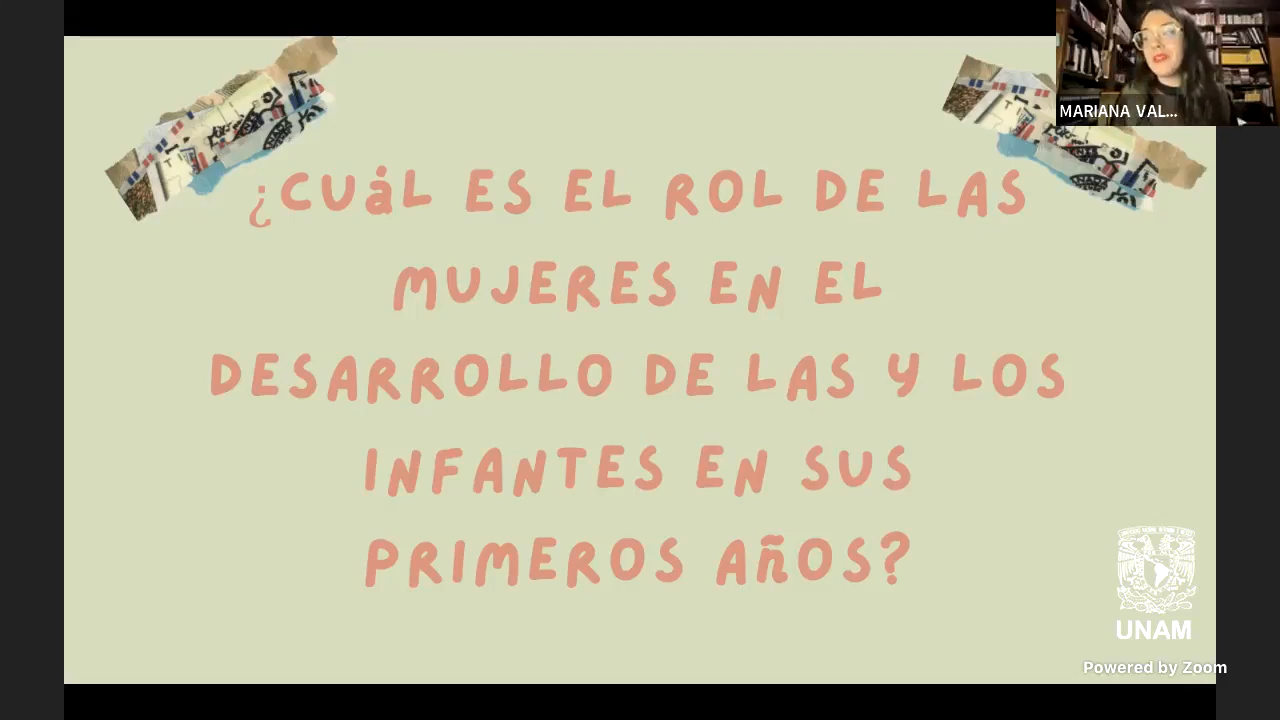 MARIANA VAL...
¿CUáL ES EL ROL DE LAS
MUJERES EN EL
DESARROLLO DE LAS Y LOS
INFANTES EN SUS
PRIMEROS AñOS?
UNAM
Powered by Zoom